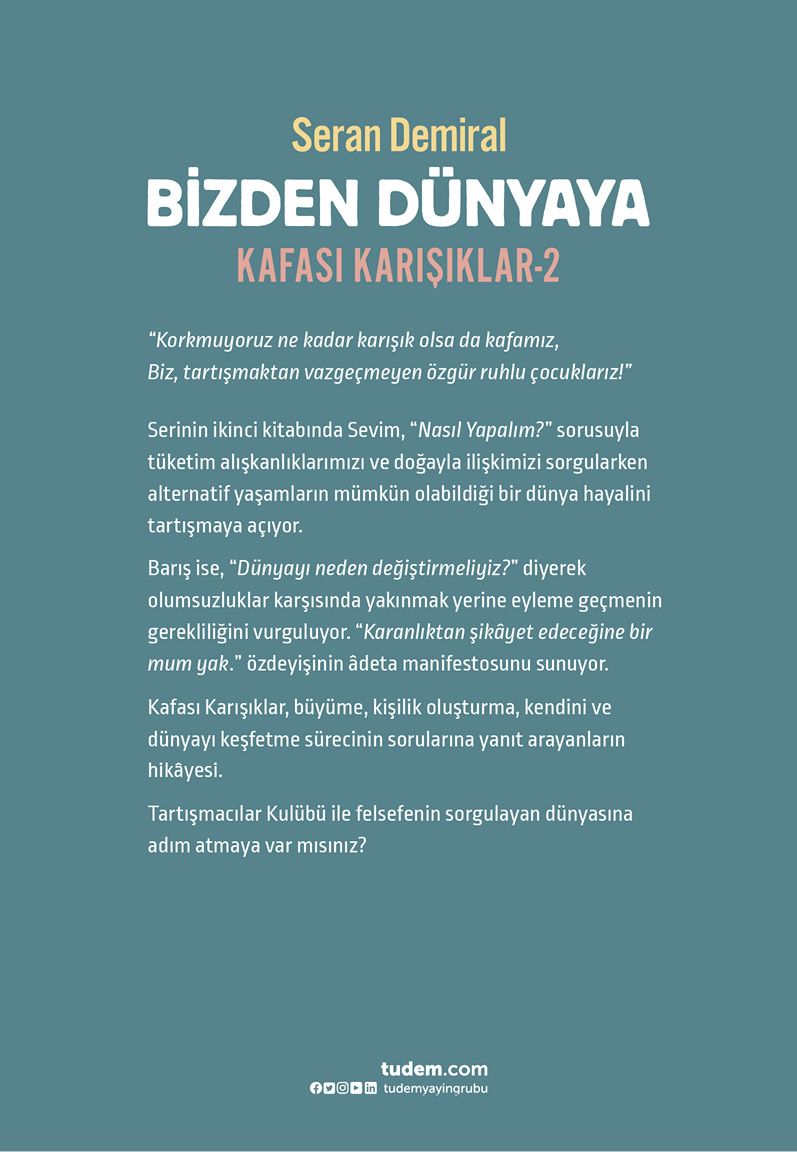 Seran Demiral
BİZDEN DÜNYAYA
KAFASI KARIŞIKLAR-2
“Korkmuyoruz ne kadar karışık olsa da kafamız,
Biz, tartışmaktan vazgeçmeyen özgür ruhlu çocuklarız!”
Serinin ikinci kitabında Sevim, “Nasıl Yapalım?” sorusuyla
tüketim alışkanlıklarımızı ve doğayla ilişkimizi sorgularken
alternatif yaşamların mümkün olabildiği bir dünya hayalini
tartışmaya açıyor.
Barış ise, “Dünyayı neden değiştirmeliyiz?” diyerek
olumsuzluklar karşısında yakınmak yerine eyleme geçmenin
gerekliliğini vurguluyor. “Karanlıktan şikâyet edeceğine bir
mum yak.” özdeyişinin âdeta manifestosunu sunuyor.
Kafası Karışıklar, büyüme, kişilik oluşturma, kendini ve
dünyayı keşfetme sürecinin sorularına yanıt arayanların
hikâyesi.
Tartışmacılar Kulübü ile felsefenin sorgulayan dünyasına
adım atmaya var mısınız?
tudem.com
tudemyayingrubu